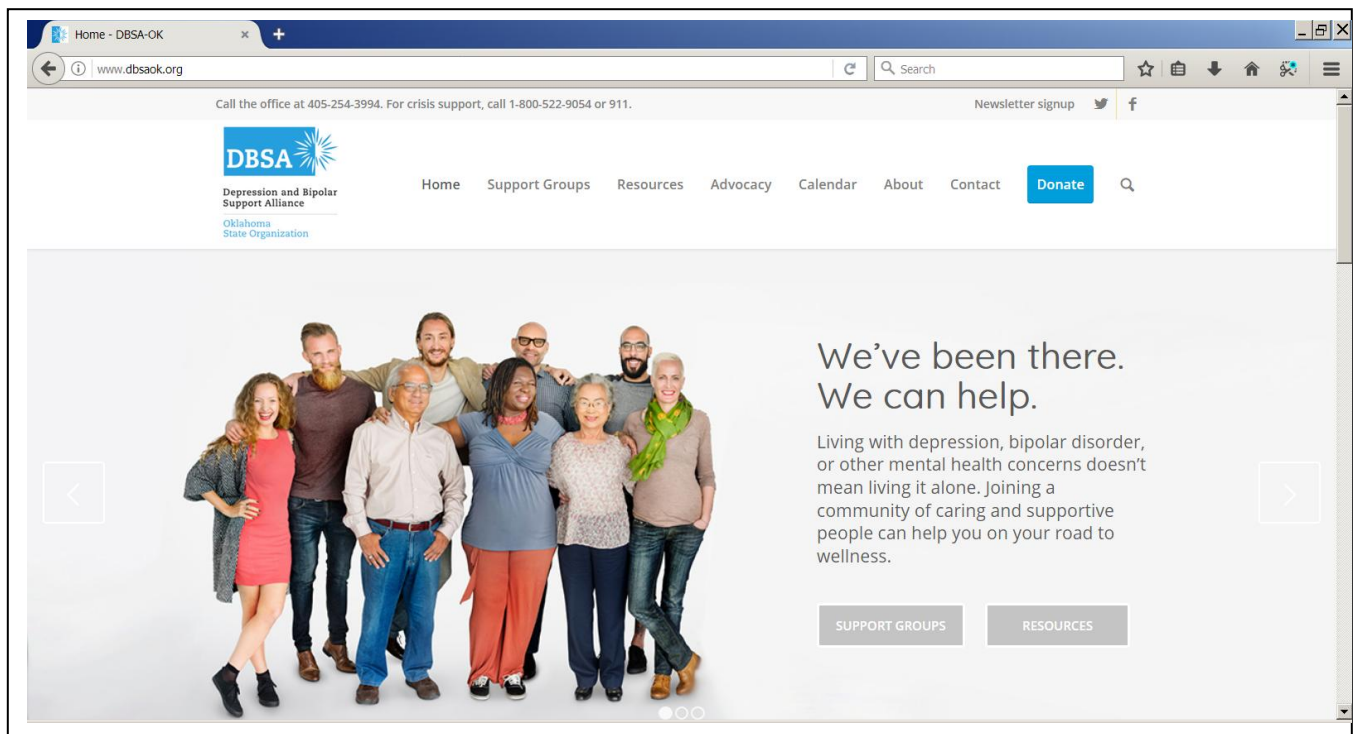 Home - DBSA-OK
www.dbsaok.org
Search
Call the office at 405-254-3994. For crisis support, call 1-800-522-9054 or 911.
Newsletter signup
DBSA
Depression and Bipolar
Support Alliance
Oklahoma
State Organization
Home Support Groups Resources Advocacy Calendar About Contact Donate
We’ve been there.
We can help.
Living with depression, bipolar disorder,
or other mental health concerns doesn’t
mean living it alone. Joining a
community of caring and supportive
people can help you on your road to
wellness.
SUPPORT GROUPS RESOURCES